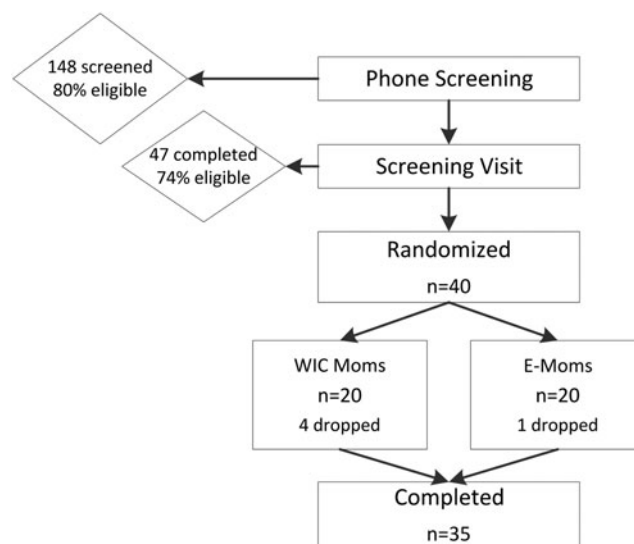 148 screened
80% eligible
Phone Screening
47 completed
74% eligible
Screening Visit
Randomized
n=40
WIC Moms
n=20
4 dropped
E-Moms
n=20
1 dropped
Completed
n=35